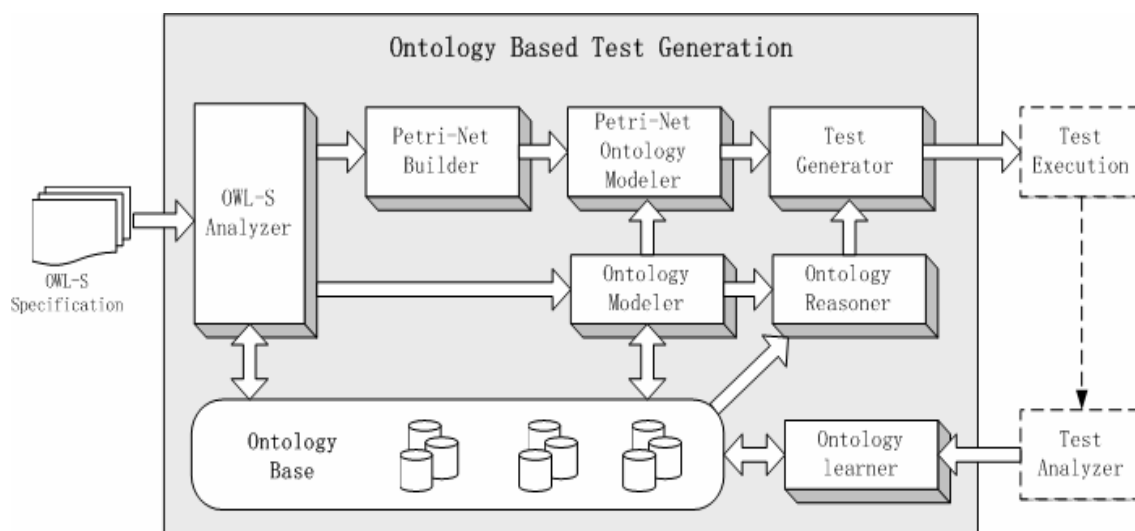 Ontology Based Test Generation
OWL-S
Specification
OWL-S
Analyzer
Petri-Net
Builder
Petri-Net
Ontology
Modeler
Test
Generator
Test
Execution
Ontology
Modeler
Ontology
Reasoner
Ontology
Base
Ontology
learner
Test
Analyzer